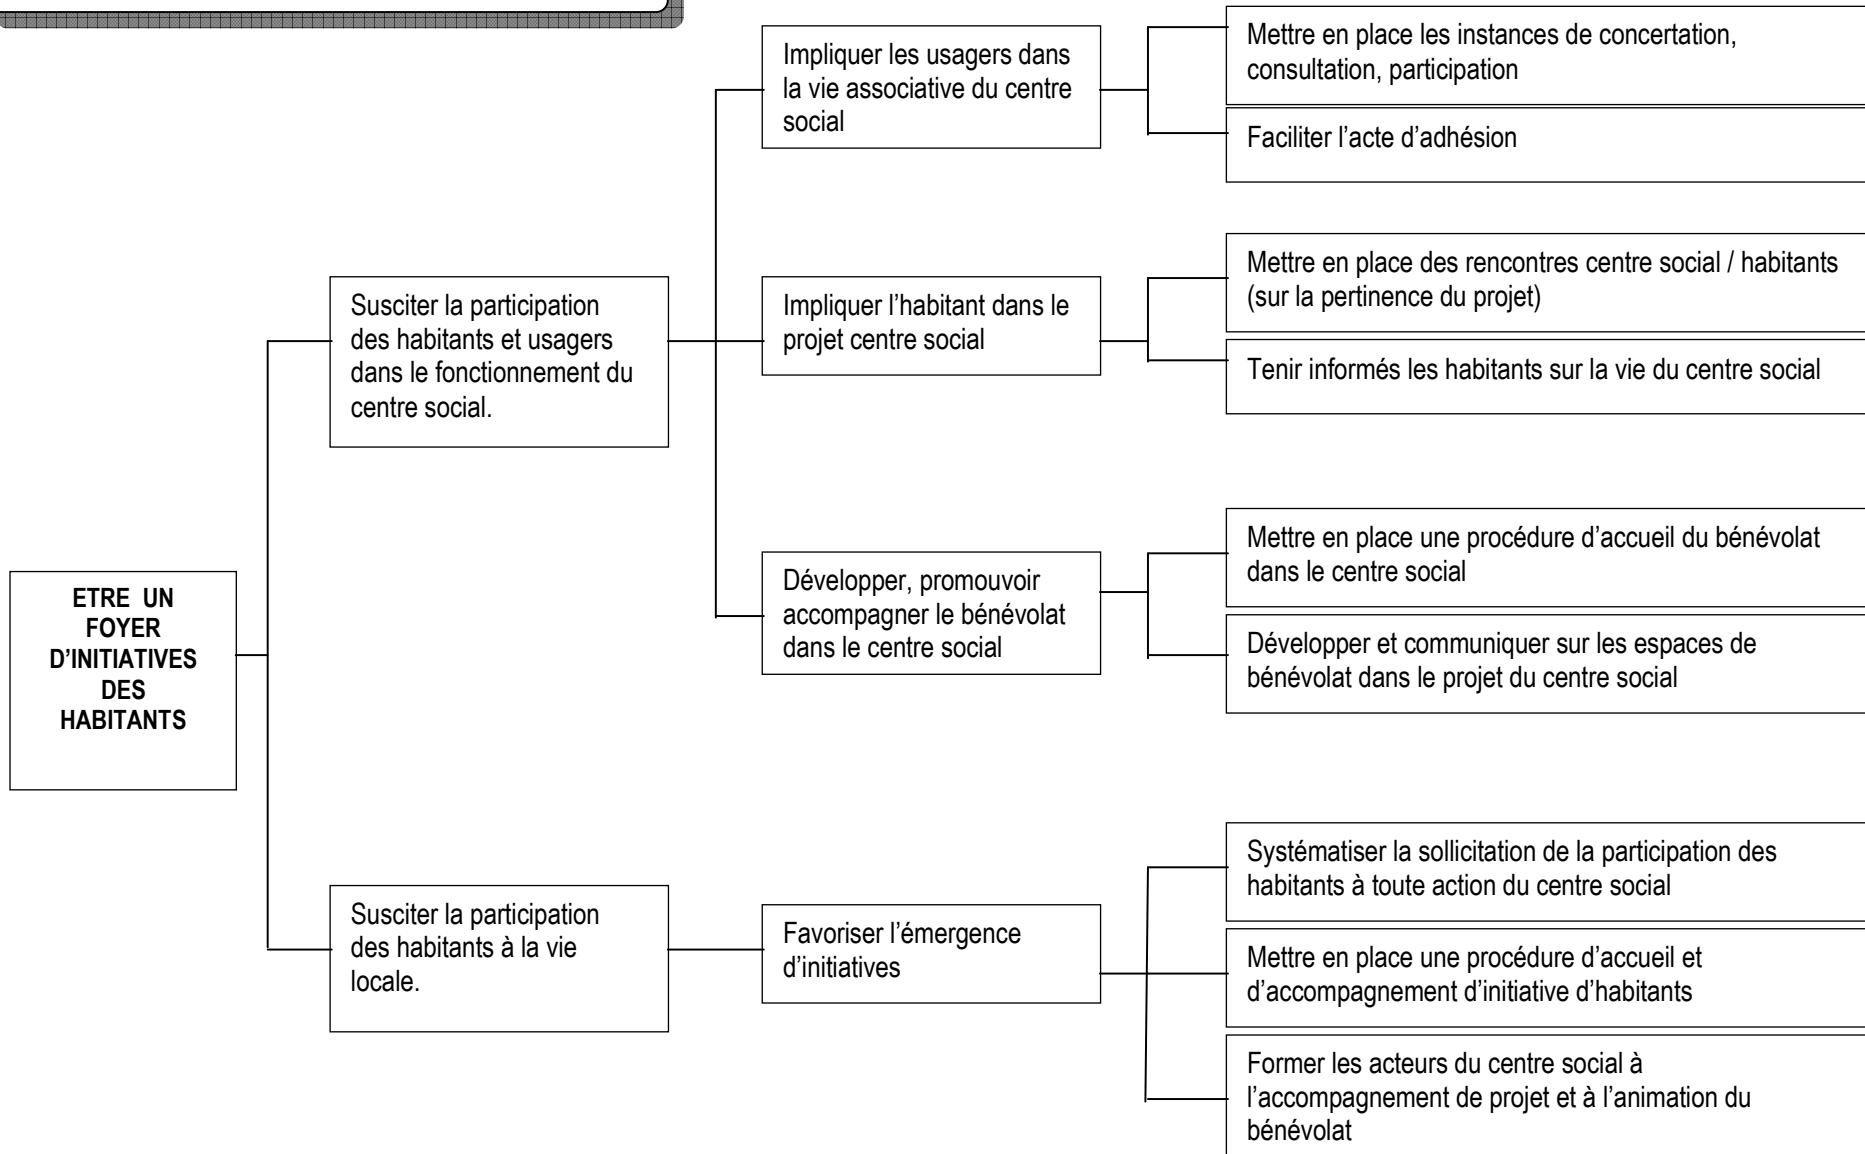 Impliquer les usagers dans
la vie associative du centre
social
Mettre en place les instances de concertation,
consultation, participation
Faciliter l’acte d’adhésion
Susciter la participation
des habitants et usagers
dans le fonctionnement du
centre social.
Impliquer l’habitant dans le
projet centre social
Mettre en place des rencontres centre social / habitants
(sur la pertinence du projet)
Tenir informés les habitants sur la vie du centre social
Développer, promouvoir
accompagner le bénévolat
dans le centre social
Mettre en place une procédure d’accueil du bénévolat
dans le centre social
Développer et communiquer sur les espaces de
bénévolat dans le projet du centre social
ETRE UN
FOYER
D’INITIATIVES
DES
HABITANTS
Susciter la participation
des habitants à la vie
locale.
Favoriser l’émergence
d’initiatives
Systématiser la sollicitation de la participation des
habitants à toute action du centre social
Mettre en place une procédure d’accueil et
d’accompagnement d’initiative d’habitants
Former les acteurs du centre social à
l’accompagnement de projet et à l’animation du
bénévolat